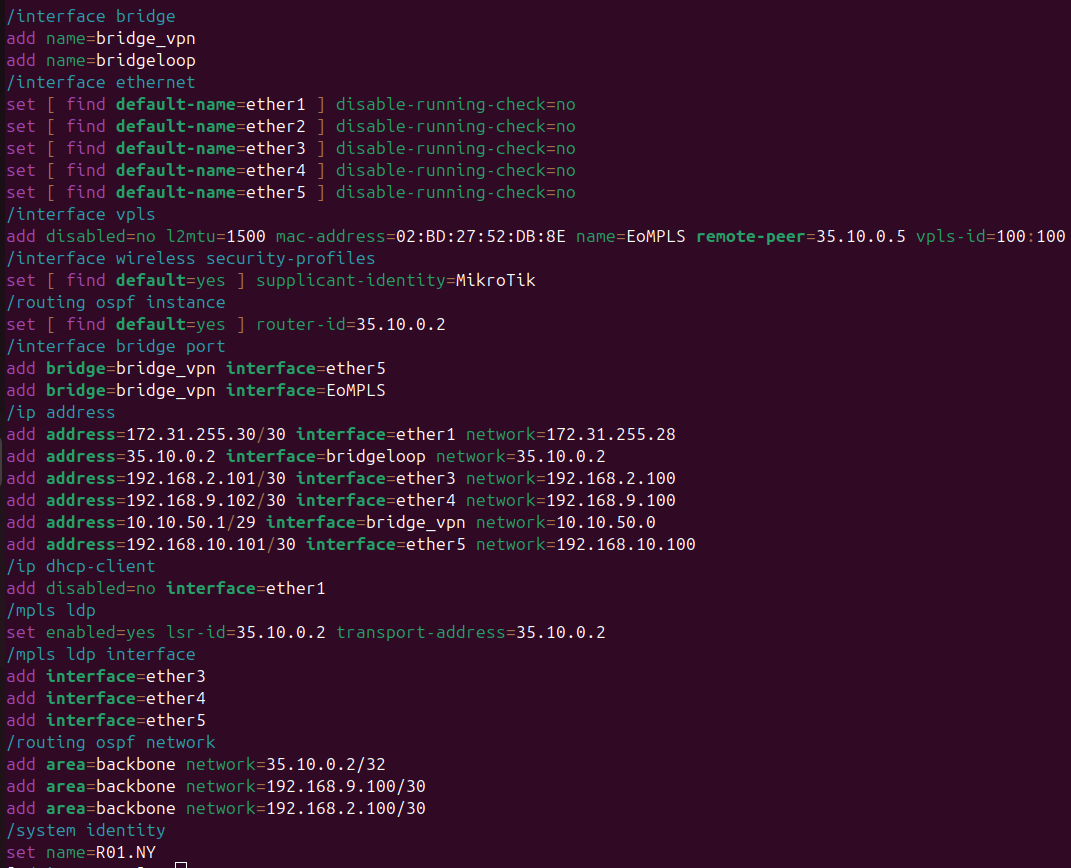 /interface bridge
add name=bridge_vpn
add name=bridgeloop
/interface ethernet
set [ find default-name=ether1 ] disable-running-check=no
set [ find default-name=ether2 ] disable-running-check=no
set [ find default-name=ether3 ] disable-running-check=no
set [ find default-name=ether4 ] disable-running-check=no
set [ find default-name=ether5 ] disable-running-check=no
/interface vpls
add disabled=no l2mtu=1500 mac-address=02:BD:27:52:DB:8E name=EoMPLS remote-peer=35.10.0.5 vpls-id=100:100
/interface wireless security-profiles
set [ find default=yes ] supplicant-identity=MikroTik
/routing ospf instance
set [ find default=yes ] router-id=35.10.0.2
/interface bridge port
add bridge=bridge_vpn interface=ether5
add bridge=bridge_vpn interface=EoMPLS
/ip address
add address=172.31.255.30/30 interface=ether1 network=172.31.255.28
add address=35.10.0.2 interface=bridgeloop network=35.10.0.2
add address=192.168.2.101/30 interface=ether3 network=192.168.2.100
add address=192.168.9.102/30 interface=ether4 network=192.168.9.100
add address=10.10.50.1/29 interface=bridge_vpn network=10.10.50.0
add address=192.168.10.101/30 interface=ether5 network=192.168.10.100
/ip dhcp-client
add disabled=no interface=ether1
/mpls ldp
set enabled=yes lsr-id=35.10.0.2 transport-address=35.10.0.2
/mpls ldp interface
add interface=ether3
add interface=ether4
add interface=ether5
/routing ospf network
add area=backbone network=35.10.0.2/32
add area=backbone network=192.168.9.100/30
add area=backbone network=192.168.2.100/30
/system identity
set name=R01.NY